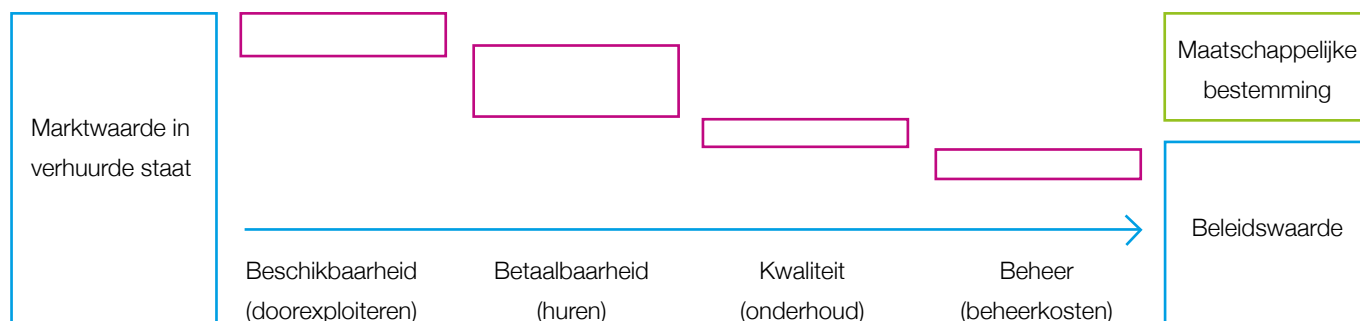 Marktwaarde in
verhuurde staat
Beschikbaarheid
(doorexploiteren)
Betaalbaarheid
(huren)
Kwaliteit
(onderhoud)
Beheer
(beheerkosten)
Maatschappelijke
bestemming
Beleidswaarde